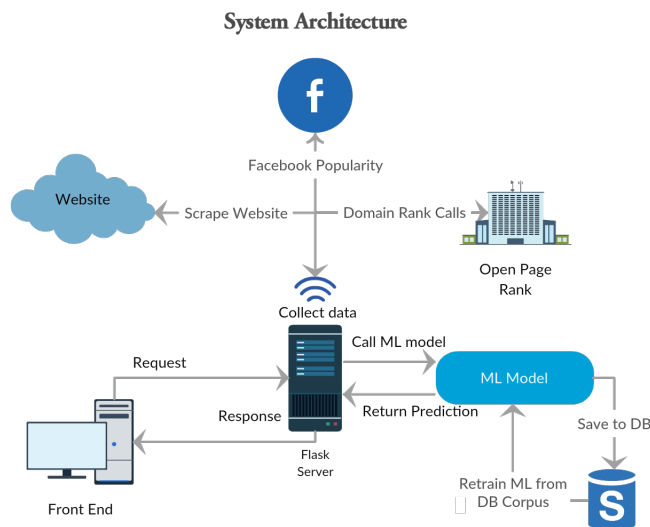 System Architecture
f
Facebook Popularity
Website
Scrape Website
Domain Rank Calls
Open Page
Rank
Collect data
Call ML model
Request
ML Model
Return Prediction
Response
Save to DB
Flask
Server
Retrain ML from
DB Corpus
S
Front End